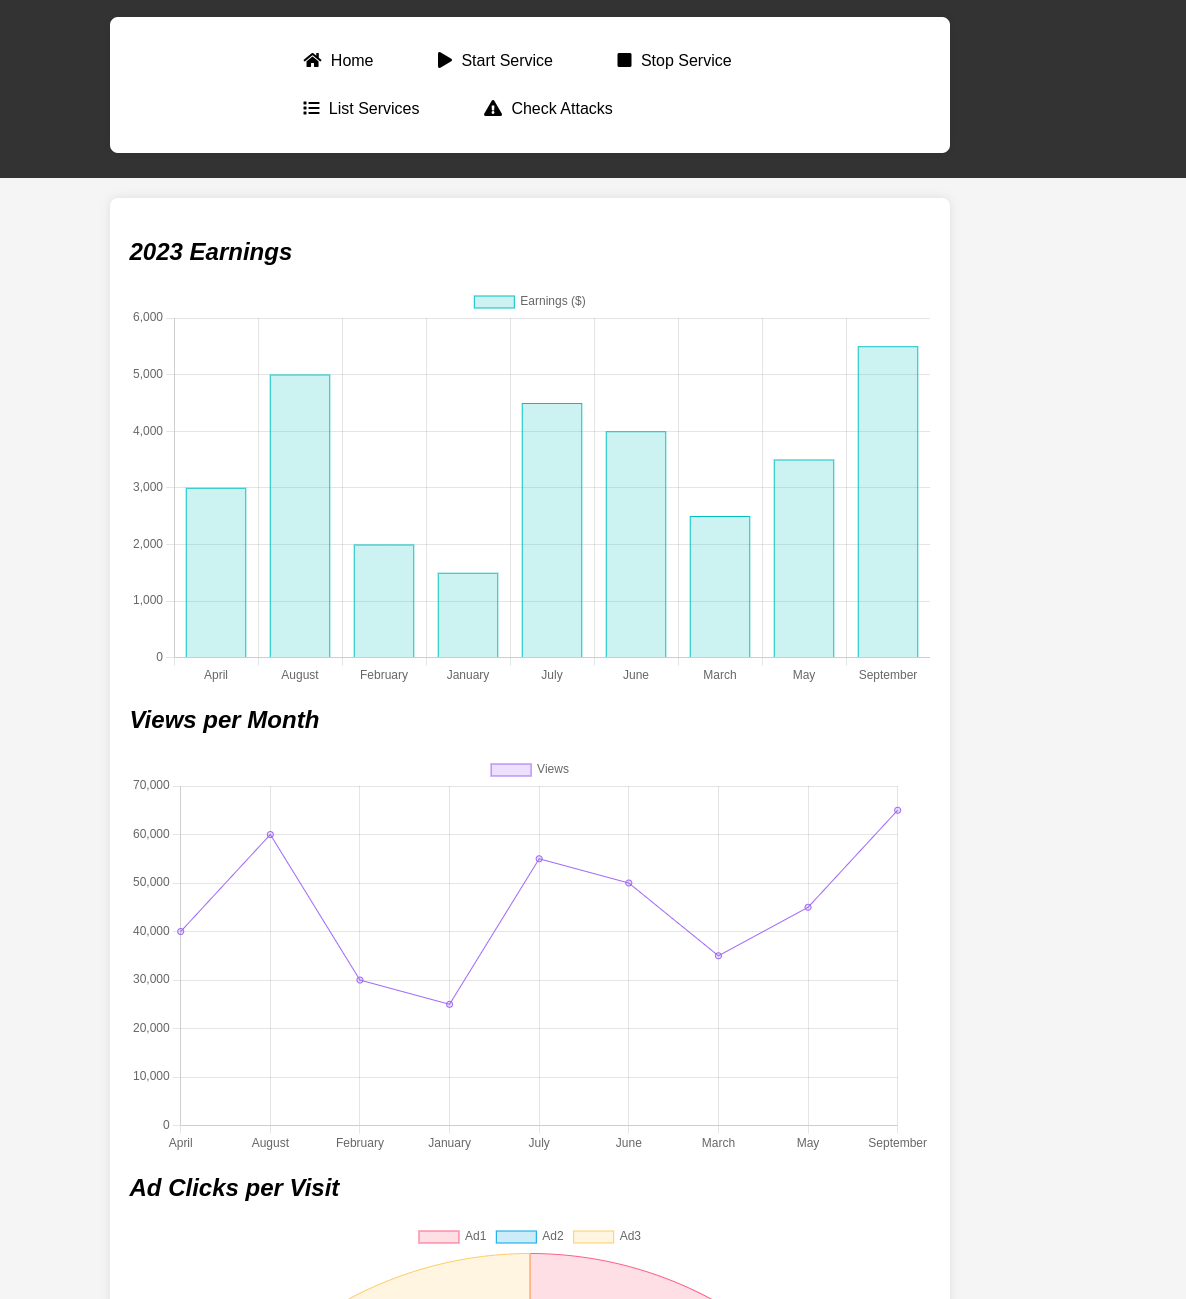 Home Start Service Stop Service
List Services Check Attacks
2023 Earnings
Earnings ($)
6,000
5,000
4,000
3,000
2,000
1,000
0
April August February January July June March May September
Views per Month
Views
70,000
60,000
50,000
40,000
30,000
20,000
10,000
0
April August February January July June March May September
Ad Clicks per Visit
Ad1 Ad2 Ad3